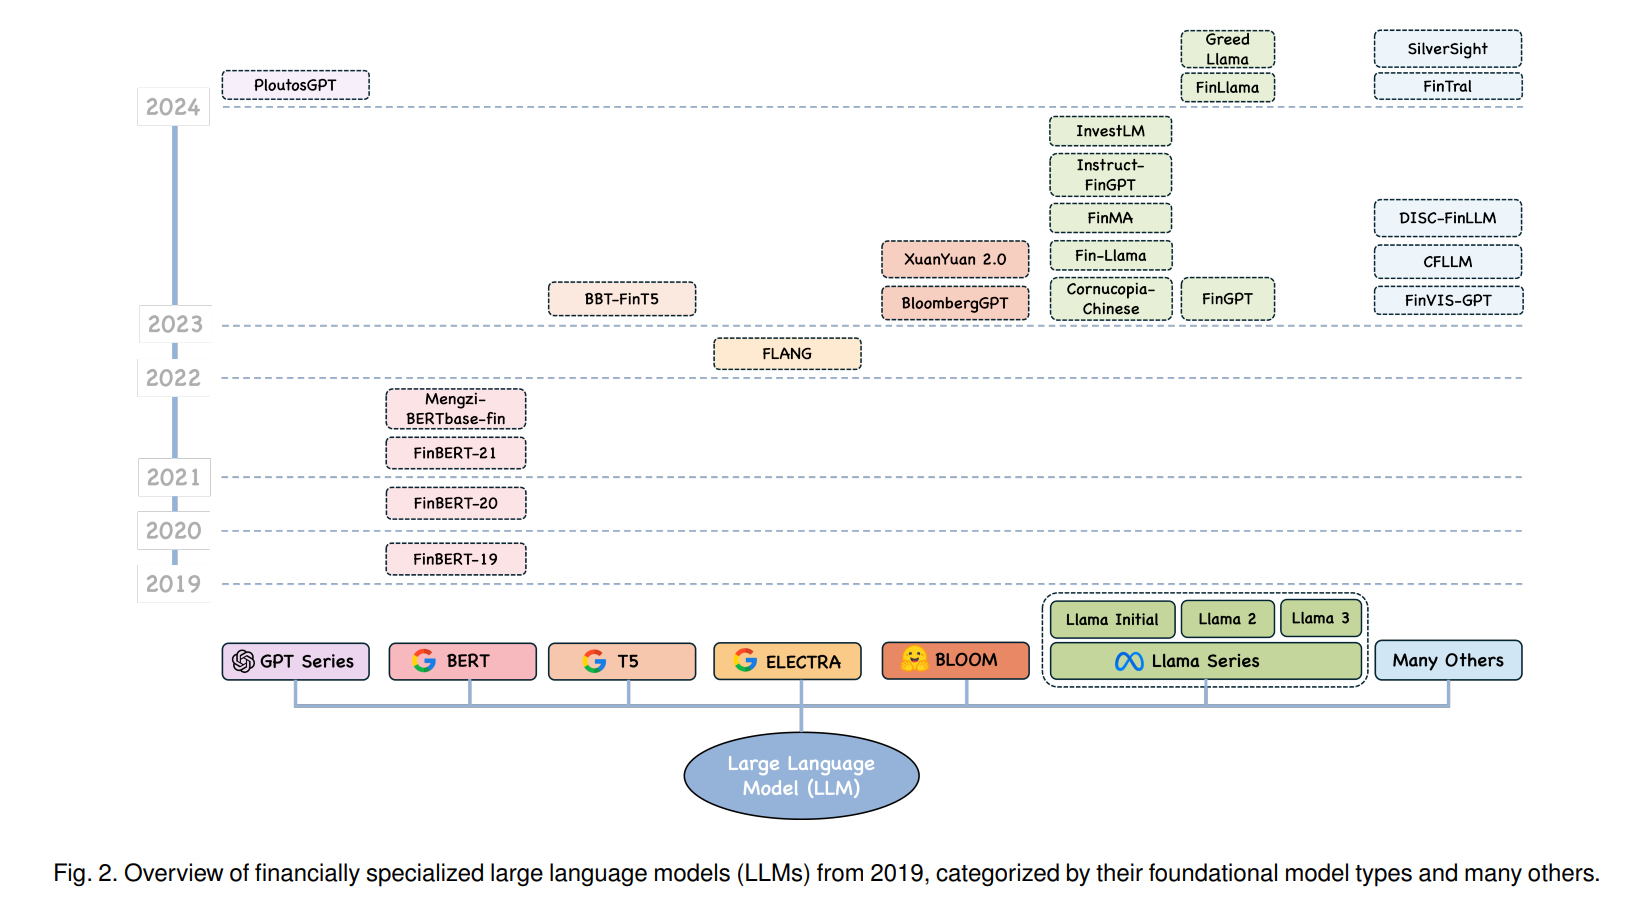 Greed
Llama
SilverSight
PloutosGPT
FinLlama
FinTral
2024
InvestLM
Instruct-
FinGPT
FinMA
DISC-FinLLM
XuanYuan 2.0
Fin-Llama
CFLLM
BBT-FinT5
BloombergGPT
Cornucopia-
Chinese
FinGPT
FinVIS-GPT
2023
FLANG
2022
Mengzi-
BERTbase-fin
FinBERT-21
2021
FinBERT-20
2020
FinBERT-19
2019
Llama Initial
Llama 2
Llama 3
GPT Series
BERT
T5
ELECTRA
BLOOM
Llama Series
Many Others
Large Language
Model (LLM)
Fig. 2. Overview of financially specialized large language models (LLMs) from 2019, categorized by their foundational model types and many others.